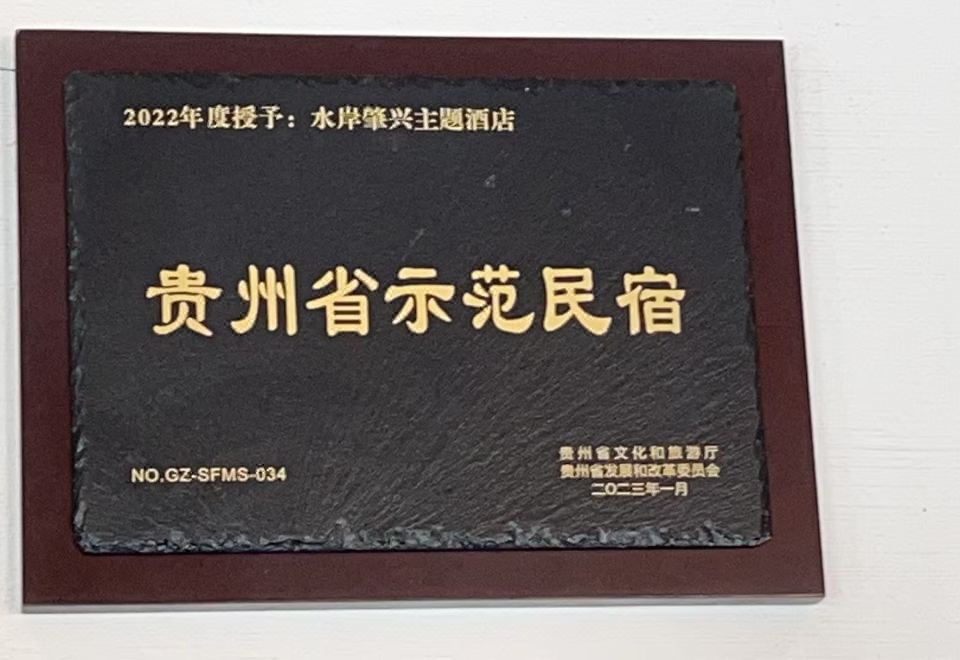 2022年度授予：水岸肇兴主题酒店
贵州省示范民宿
NO.GZ-SFMS-034
贵州省文化和旅游厅
贵州省发展和改革委员会
二〇二三年一月